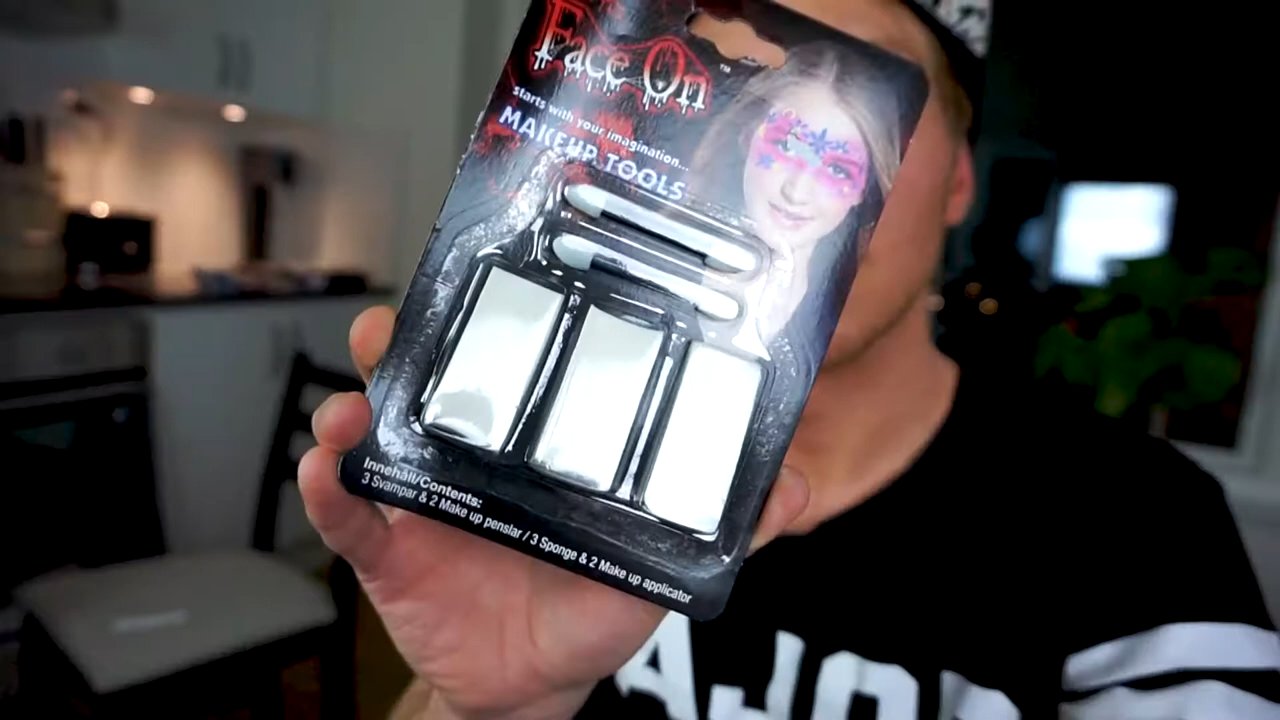 Face On™
starts with your imagination...
MAKEUP TOOLS
Innehåll/Contents:
3 Svampar & 2 Make up penslar / 3 Sponge & 2 Make up applicator